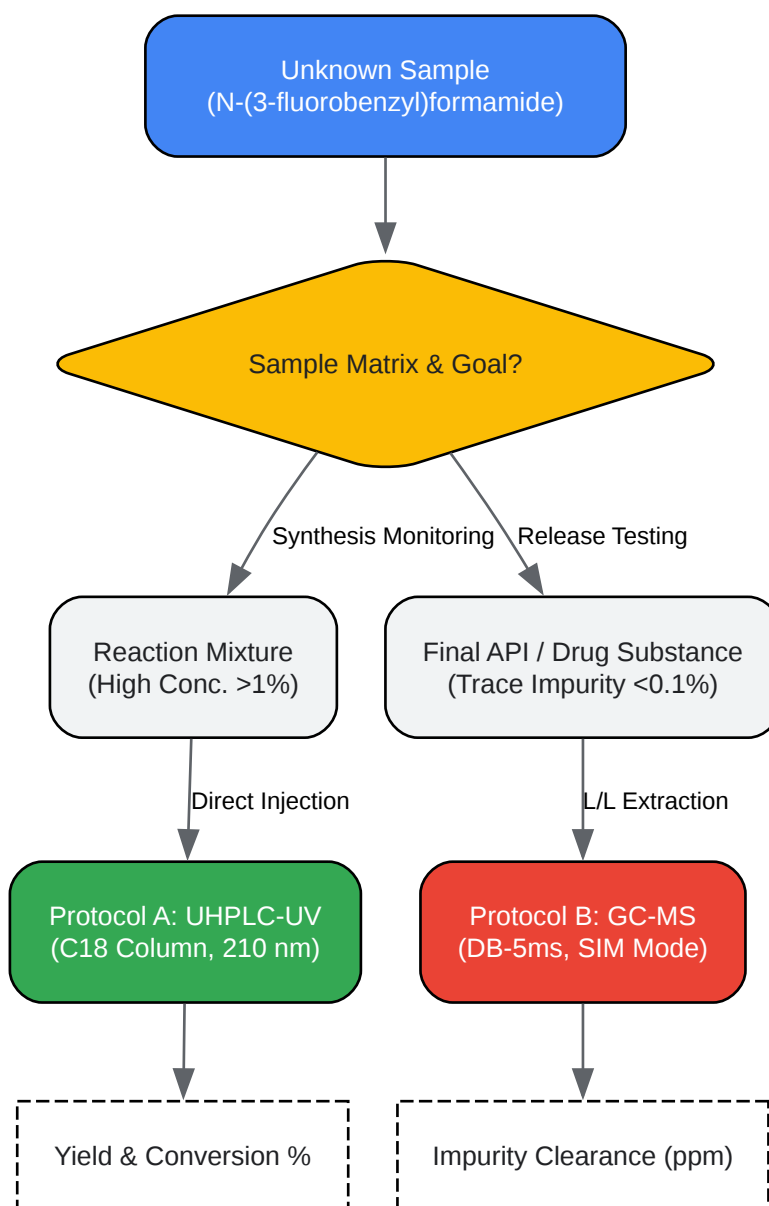 Unknown Sample
(N-(3-fluorobenzyl)formamide)
Sample Matrix & Goal?
Synthesis Monitoring
Release Testing
Reaction Mixture
(High Conc. >1%)
Final API / Drug Substance
(Trace Impurity <0.1%)
Direct Injection
L/L Extraction
Protocol A: UHPLC-UV
(C18 Column, 210 nm)
Protocol B: GC-MS
(DB-5ms, SIM Mode)
Yield & Conversion %
Impurity Clearance (ppm)